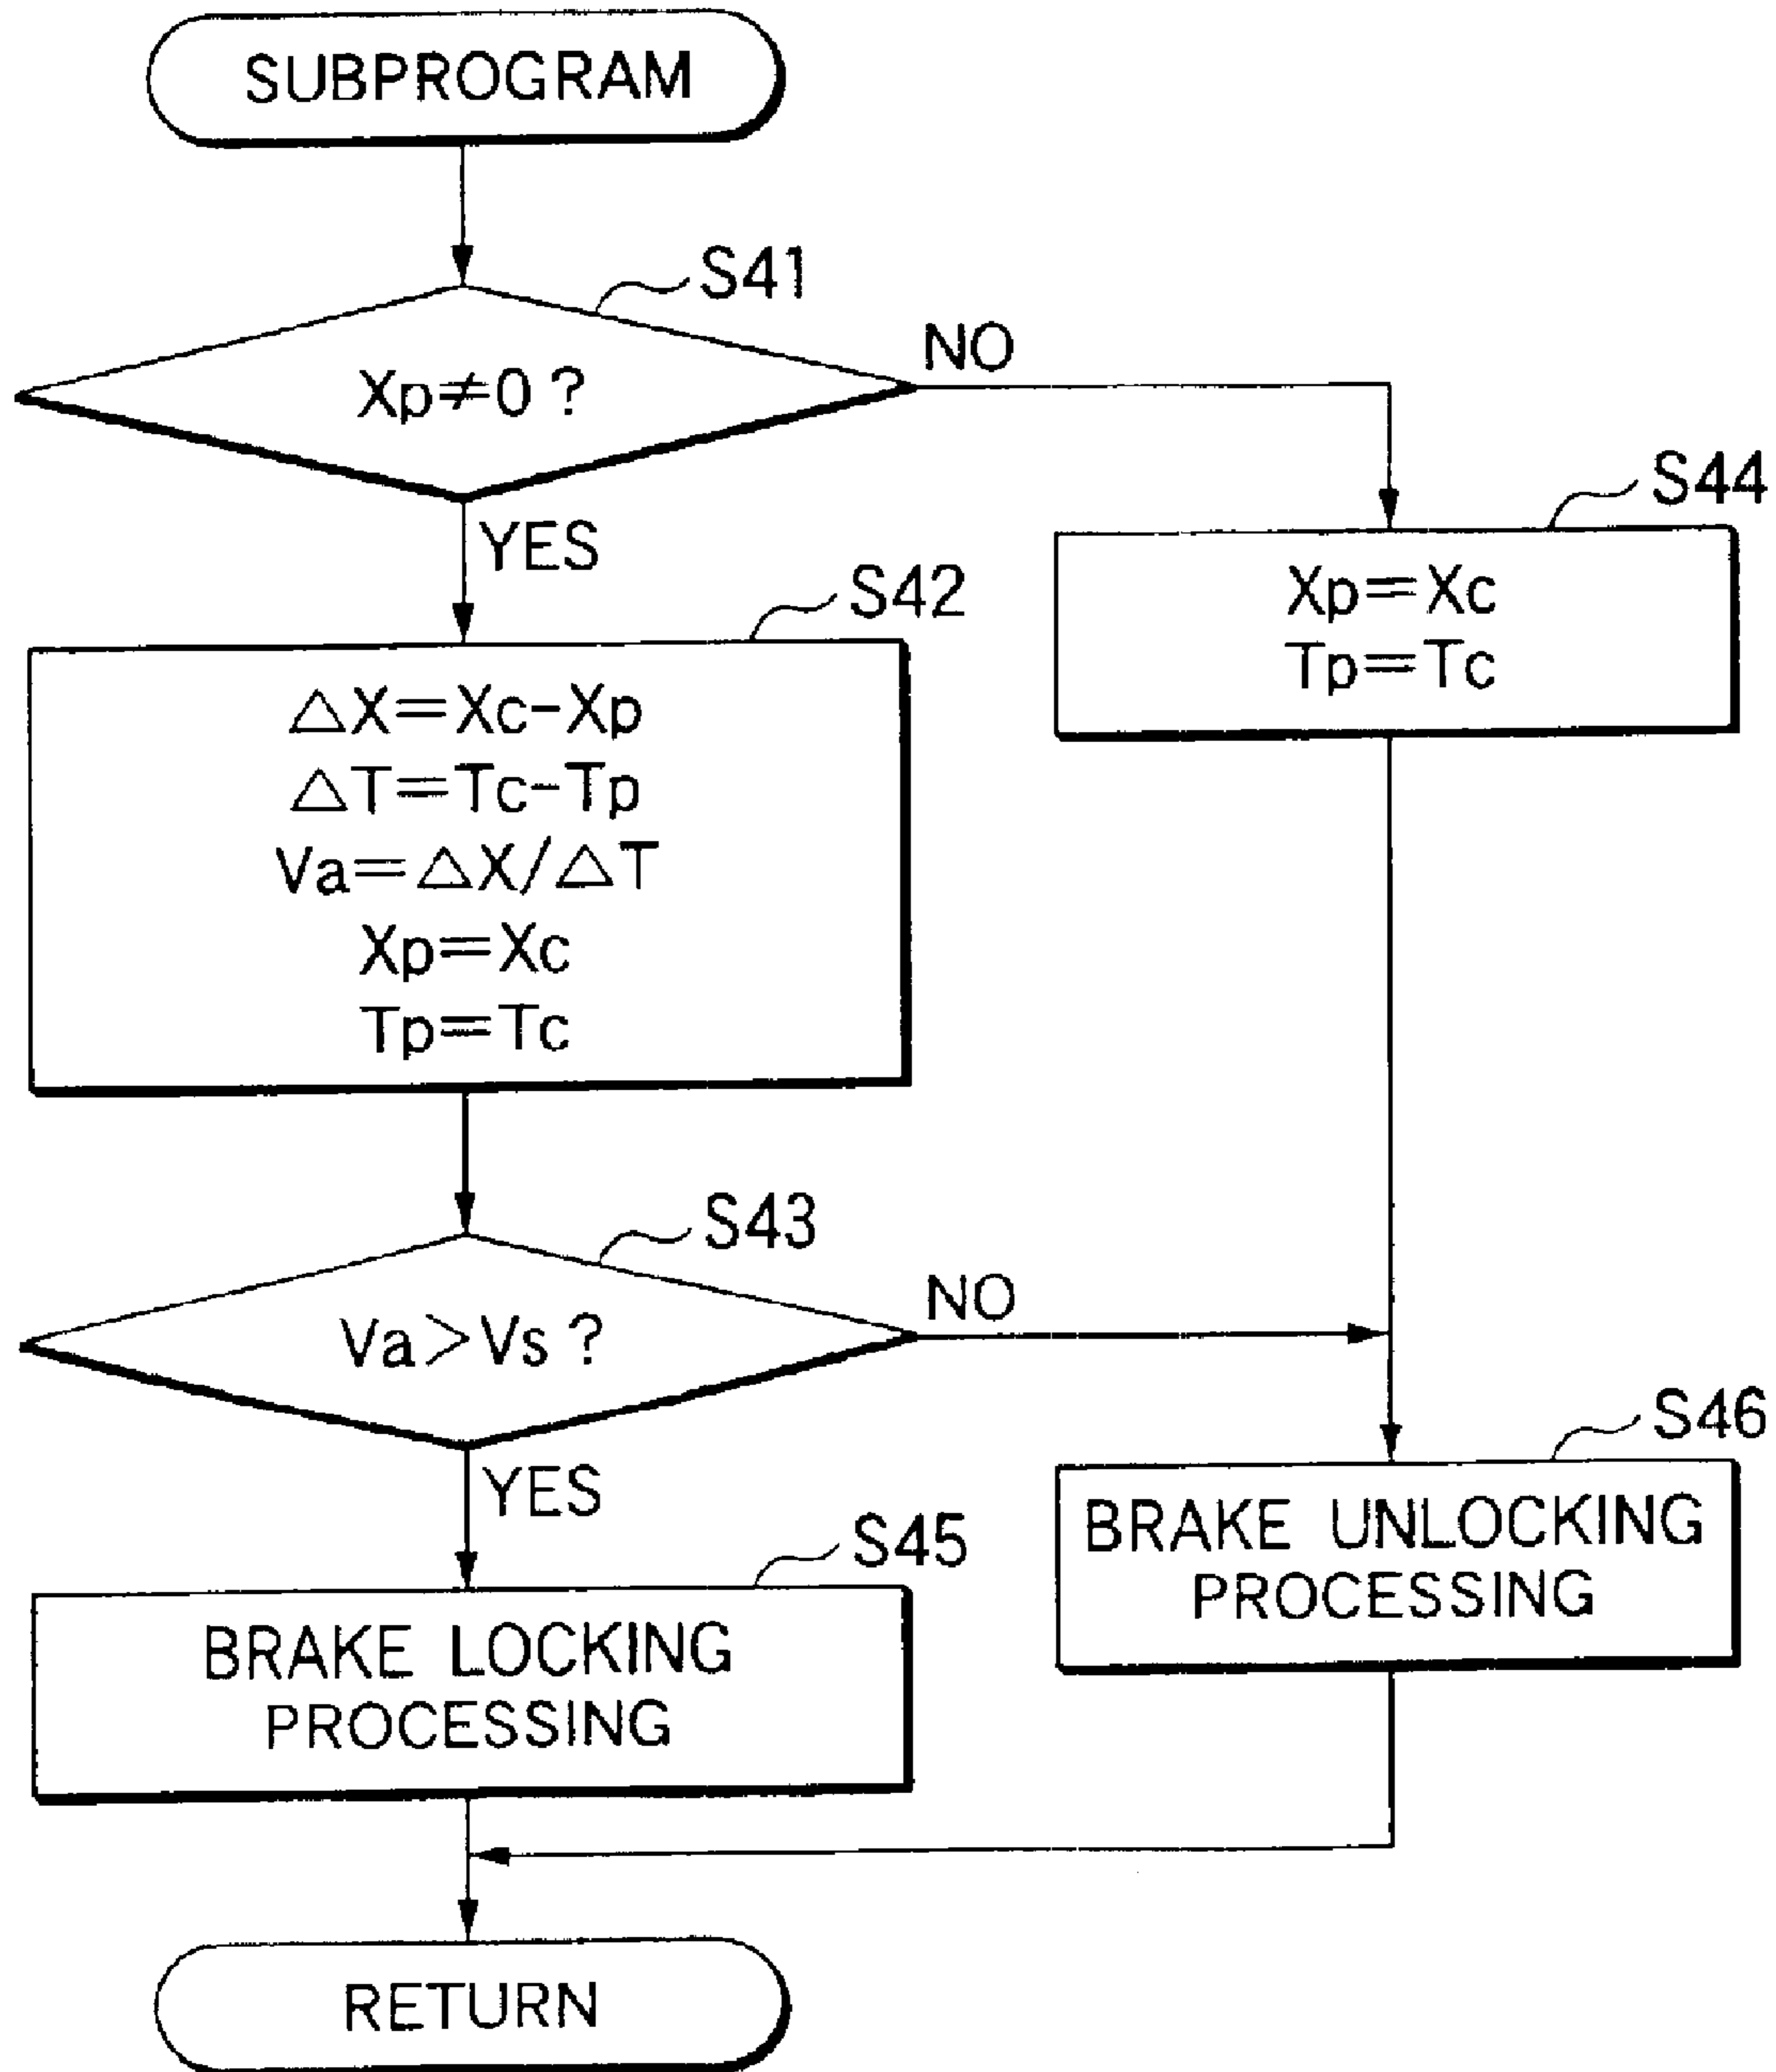 SUBPROGRAM
S41
Xp≠0 ?
NO
YES
S44
Xp=Xc
Tp=Tc
S42
△X=Xc-Xp
△T=Tc-Tp
Va=△X/△T
Xp=Xc
Tp=Tc
S43
Va>Vs ?
NO
YES
S46
BRAKE UNLOCKING
PROCESSING
S45
BRAKE LOCKING
PROCESSING
RETURN